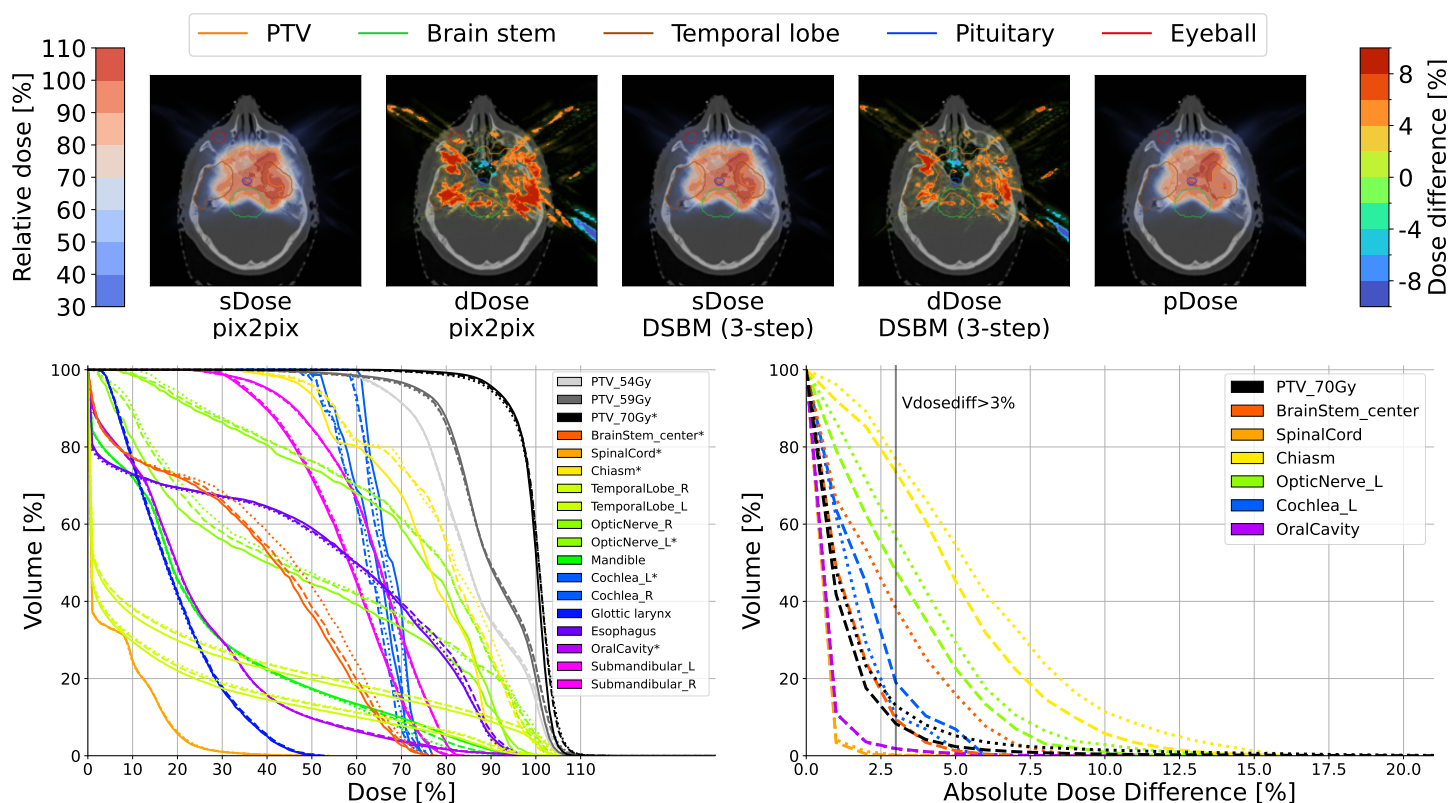 PTV
Brain stem
Temporal lobe
Pituitary
Eyeball
Relative dose [%]
110
100
90
80
70
60
50
40
30
sDose
pix2pix
dDose
pix2pix
sDose
DSBM (3-step)
dDose
DSBM (3-step)
pDose
8
4
0
-4
-8
Dose difference [%]
Volume [%]
100
80
60
40
20
0
0 10 20 30 40 50 60 70 80 90 100 110
Dose [%]
PTV_54Gy
PTV_59Gy
PTV_70Gy*
BrainStem_center*
SpinalCord*
Chiasm*
TemporalLobe_R
TemporalLobe_L
OpticNerve_R
OpticNerve_L*
Mandible
Cochlea_L*
Cochlea_R
Glottic larynx
Esophagus
OralCavity*
Submandibular_L
Submandibular_R
Volume [%]
100
80
60
40
20
0
0.0 2.5 5.0 7.5 10.0 12.5 15.0 17.5 20.0
Absolute Dose Difference [%]
Vdosediff>3%
PTV_70Gy
BrainStem_center
SpinalCord
Chiasm
OpticNerve_L
Cochlea_L
OralCavity